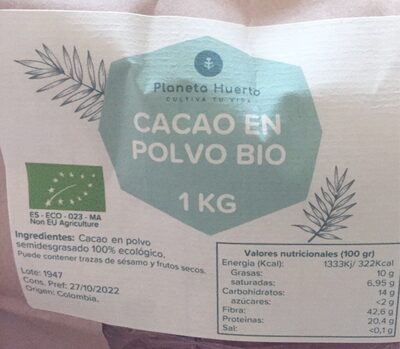 Planeta Huerto
CULTIVA TU VIDA
CACAO EN
POLVO BIO
1 KG
ES - ECO - 023 - MA
Non EU Agriculture
Ingredientes: Cacao en polvo
semidesgrasado 100% ecológico,
Puede contener trazas de sésamo y frutos secos.
Lote: 1947
Cons. Pref: 27/10/2022
Origen: Colombia.
Valores nutricionales (100 gr)
Energía (Kcal): 1333Kj/ 322Kcal
Grasas: 10 g
saturadas: 6,95 g
Carbohidratos: 14 g
azúcares: <2 g
Fibra: 42,6 g
Proteinas: 20,4 g
Sal: <0,1 g